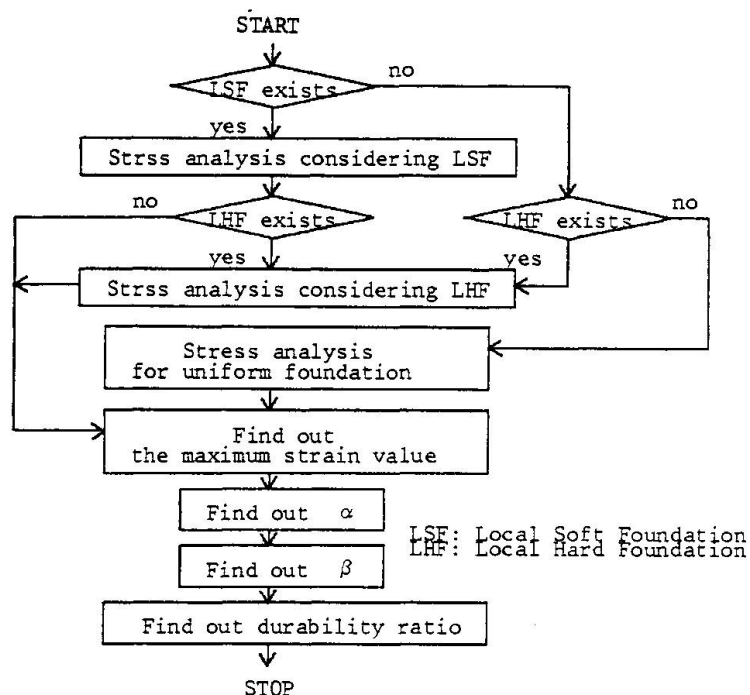 START
LSF exists
no
yes
Strss analysis considering LSF
no
LHF exists
LHF exists
no
yes
yes
Strss analysis considering LHF
Stress analysis
for uniform foundation
Find out
the maximum strain value
Find out α
LSF: Local Soft Foundation
LHF: Local Hard Foundation
Find out β
Find out durability ratio
STOP